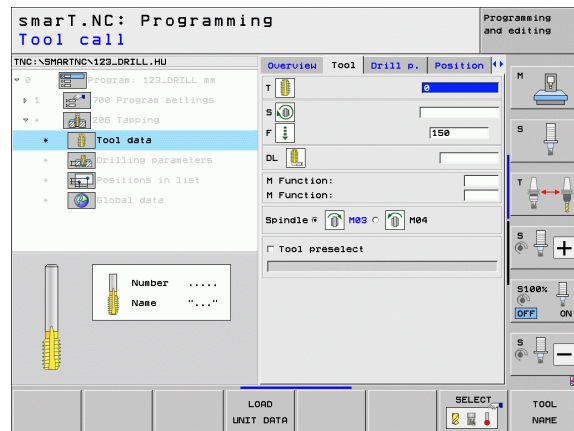 smarT.NC: Programming
Tool call
Programming
and editing
TNC:\SMARTNC\123_DRILL.HU
0 Program: 123_DRILL mm
1 700 Program settings
206 Tapping
* Tool data
* Drilling parameters
* Positions in list
* Global data
Overview Tool Drill p. Position
T 0
S
F 150
DL
M Function:
M Function:
Spindle M03 M04
Tool preselect
Number .....
Name "..."
M
S
T
S
S100%
OFF ON
S
LOAD
UNIT DATA
SELECT
TOOL
NAME